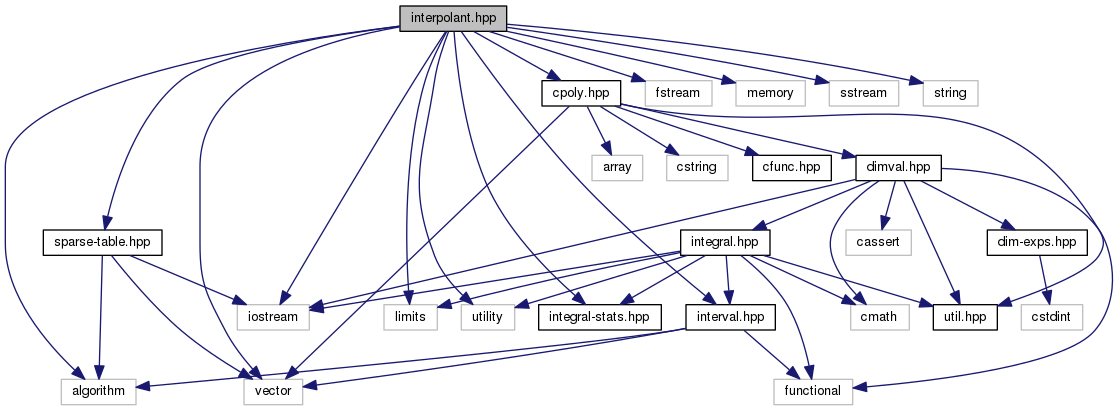 interpolant.hpp
cpoly.hpp
fstream
memory
sstream
string
array
cstring
cfunc.hpp
dimval.hpp
sparse-table.hpp
integral.hpp
cassert
dim-exps.hpp
iostream
limits
utility
integral-stats.hpp
interval.hpp
cmath
util.hpp
cstdint
algorithm
vector
functional